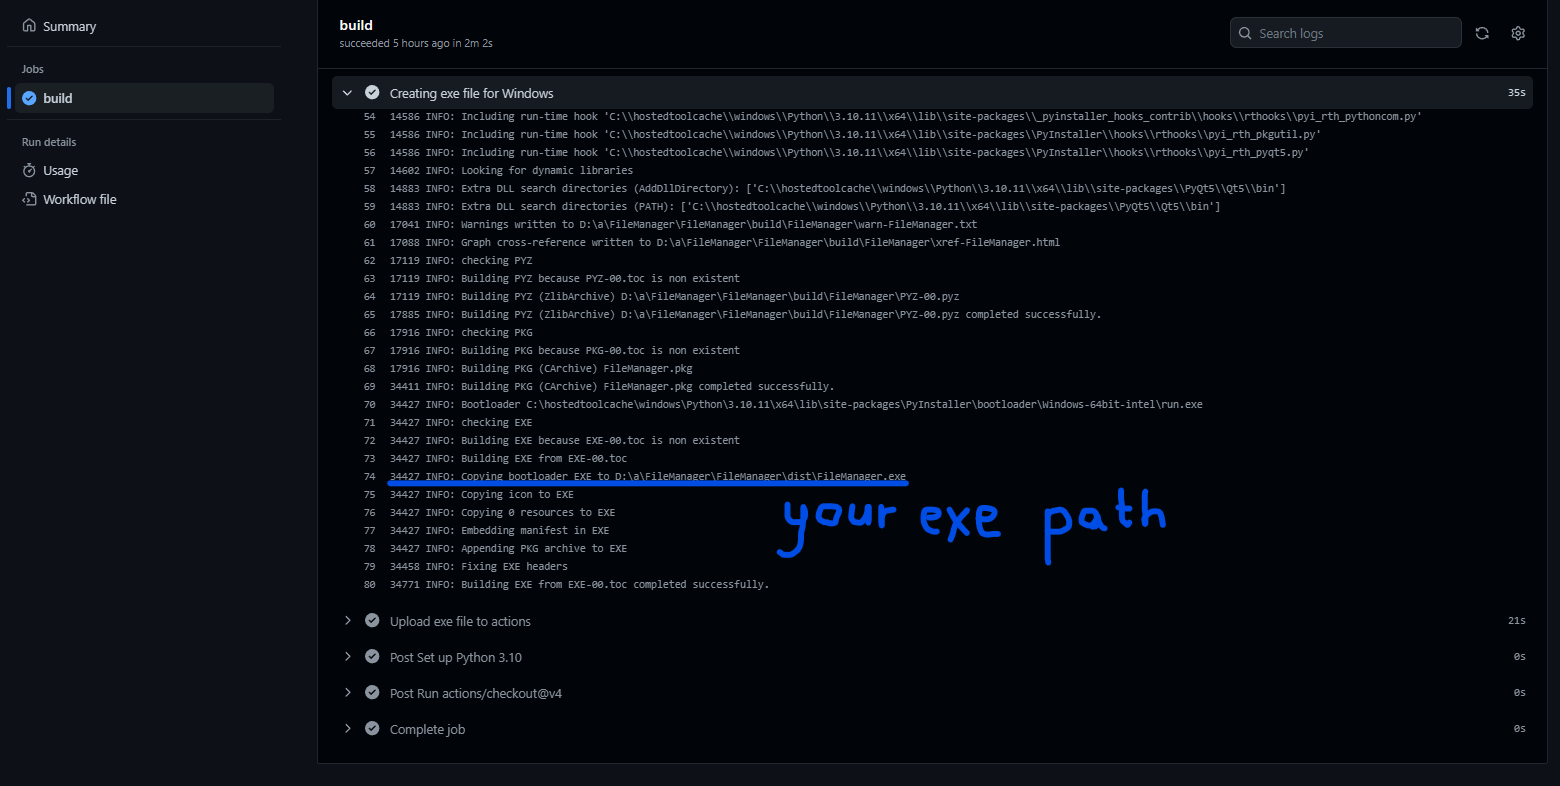 Summary
Jobs
build
Run details
Usage
Workflow file
build
succeeded 5 hours ago in 2m 2s
Search logs
Creating exe file for Windows 35s
54 14586 INFO: Including run-time hook 'C:\\hostedtoolcache\\windows\\Python\\3.10.11\\x64\\lib\\site-packages\\_pyinstaller_hooks_contrib\\hooks\\rthooks\\pyi_rth_pythoncom.py'
55 14586 INFO: Including run-time hook 'C:\\hostedtoolcache\\windows\\Python\\3.10.11\\x64\\lib\\site-packages\\PyInstaller\\hooks\\rthooks\\pyi_rth_pkgutil.py'
56 14586 INFO: Including run-time hook 'C:\\hostedtoolcache\\windows\\Python\\3.10.11\\x64\\lib\\site-packages\\PyInstaller\\hooks\\rthooks\\pyi_rth_pyqt5.py'
57 14602 INFO: Looking for dynamic libraries
58 14883 INFO: Extra DLL search directories (AddDllDirectory): ['C:\\hostedtoolcache\\windows\\Python\\3.10.11\\x64\\lib\\site-packages\\PyQt5\\Qt5\\bin']
59 14883 INFO: Extra DLL search directories (PATH): ['C:\\hostedtoolcache\\windows\\Python\\3.10.11\\x64\\lib\\site-packages\\PyQt5\\Qt5\\bin']
60 17041 INFO: Warnings written to D:\a\FileManager\FileManager\build\FileManager\warn-FileManager.txt
61 17088 INFO: Graph cross-reference written to D:\a\FileManager\FileManager\build\FileManager\xref-FileManager.html
62 17119 INFO: checking PYZ
63 17119 INFO: Building PYZ because PYZ-00.toc is non existent
64 17119 INFO: Building PYZ (ZlibArchive) D:\a\FileManager\FileManager\build\FileManager\PYZ-00.pyz
65 17885 INFO: Building PYZ (ZlibArchive) D:\a\FileManager\FileManager\build\FileManager\PYZ-00.pyz completed successfully.
66 17916 INFO: checking PKG
67 17916 INFO: Building PKG because PKG-00.toc is non existent
68 17916 INFO: Building PKG (CArchive) FileManager.pkg
69 34411 INFO: Building PKG (CArchive) FileManager.pkg completed successfully.
70 34427 INFO: Bootloader C:\hostedtoolcache\windows\Python\3.10.11\x64\lib\site-packages\PyInstaller\bootloader\Windows-64bit-intel\run.exe
71 34427 INFO: checking EXE
72 34427 INFO: Building EXE because EXE-00.toc is non existent
73 34427 INFO: Building EXE from EXE-00.toc
74 34427 INFO: Copying bootloader EXE to D:\a\FileManager\FileManager\dist\FileManager.exe
75 34427 INFO: Copying icon to EXE
76 34427 INFO: Copying 0 resources to EXE
your exe path
77 34427 INFO: Embedding manifest in EXE
78 34427 INFO: Appending PKG archive to EXE
79 34458 INFO: Fixing EXE headers
80 34771 INFO: Building EXE from EXE-00.toc completed successfully.
Upload exe file to actions 21s
Post Set up Python 3.10 0s
Post Run actions/checkout@v4 0s
Complete job 0s